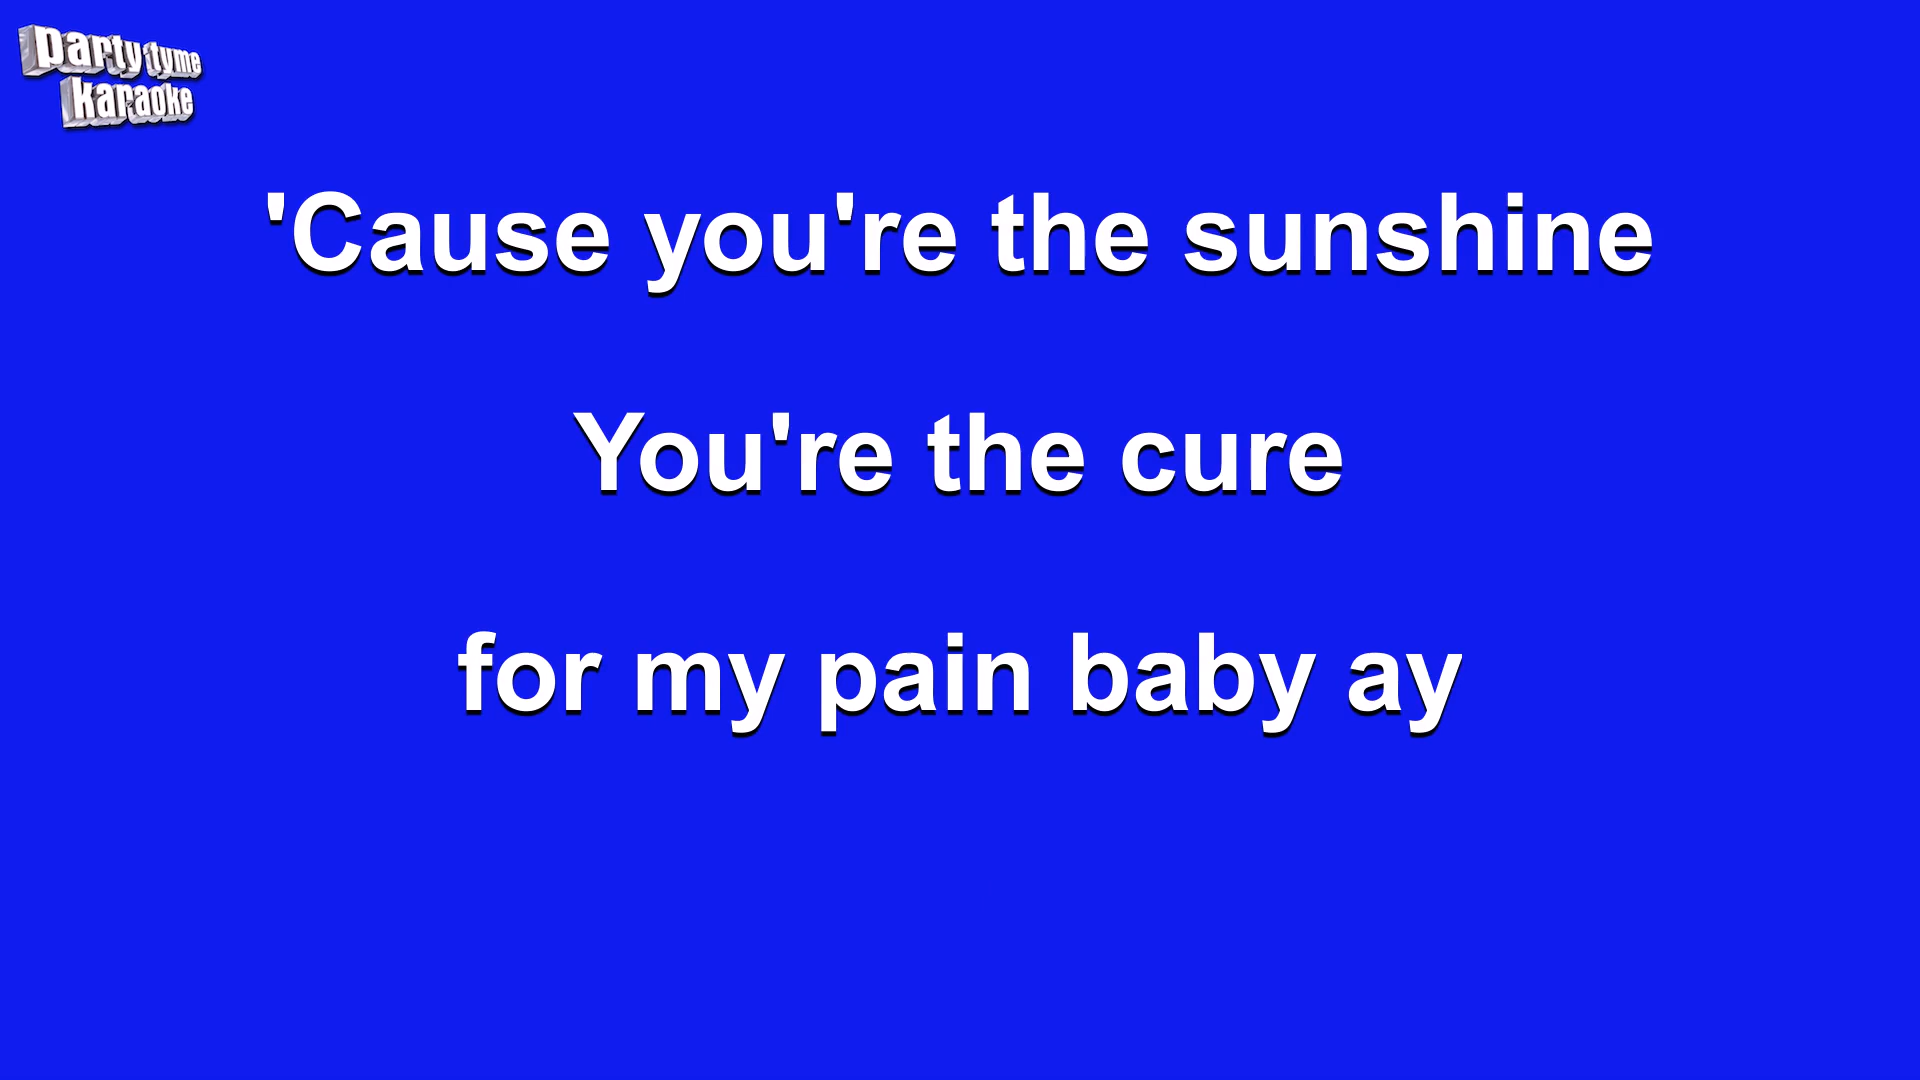 party tyme
karaoke
'Cause you're the sunshine
You're the cure
for my pain baby ay